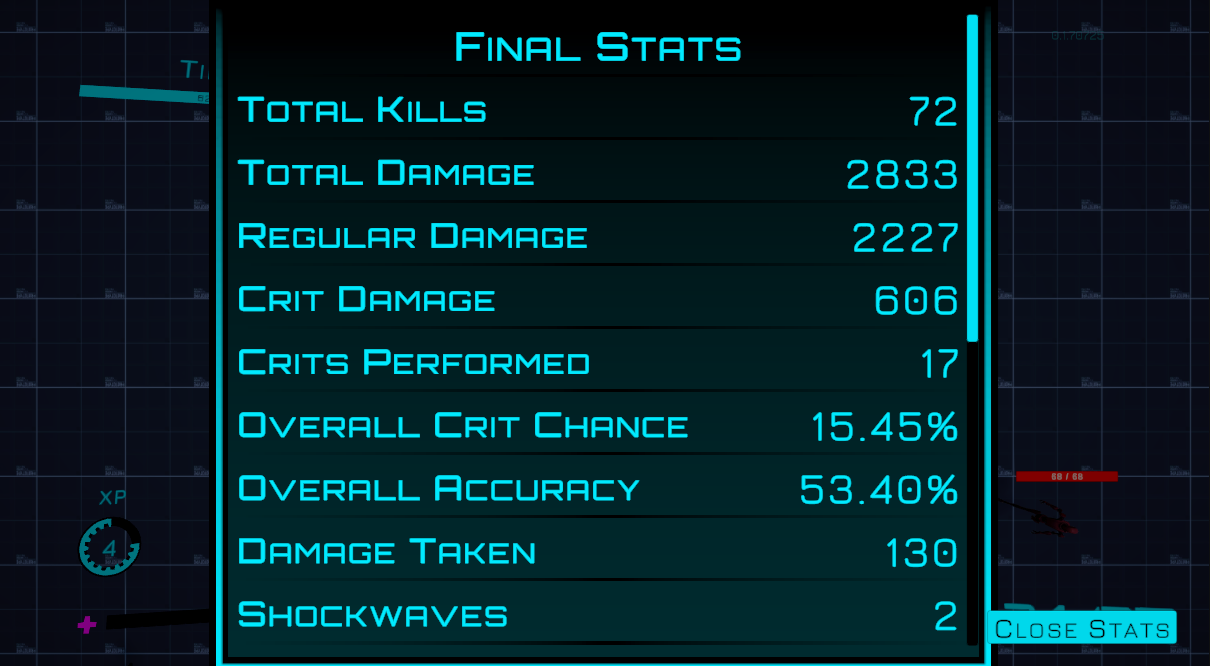 Final Stats
Total Kills 72
Total Damage 2833
Regular Damage 2227
Crit Damage 606
Crits Performed 17
Overall Crit Chance 15.45%
Overall Accuracy 53.40%
XP
68 / 68
4
Damage Taken 130
Shockwaves 2
Close Stats